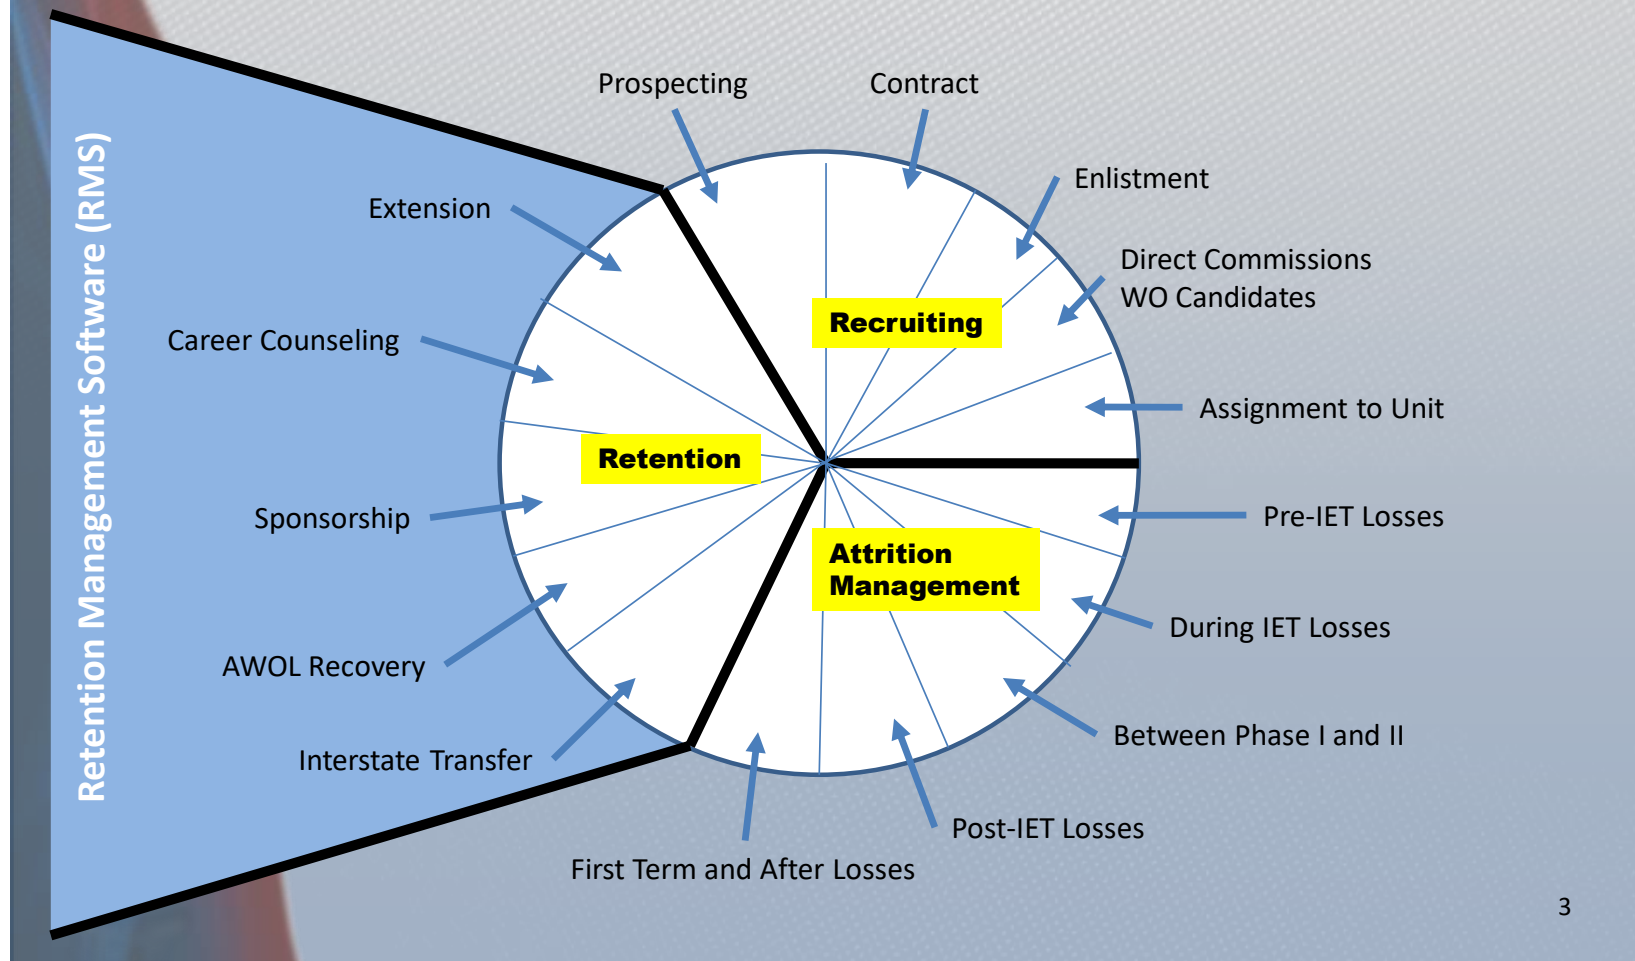 Retention Management Software (RMS)
Prospecting
Contract
Enlistment
Direct Commissions
WO Candidates
Assignment to Unit
Recruiting
Extension
Career Counseling
Retention
Sponsorship
AWOL Recovery
Interstate Transfer
Attrition
Management
Pre-IET Losses
During IET Losses
Between Phase I and II
Post-IET Losses
First Term and After Losses
3